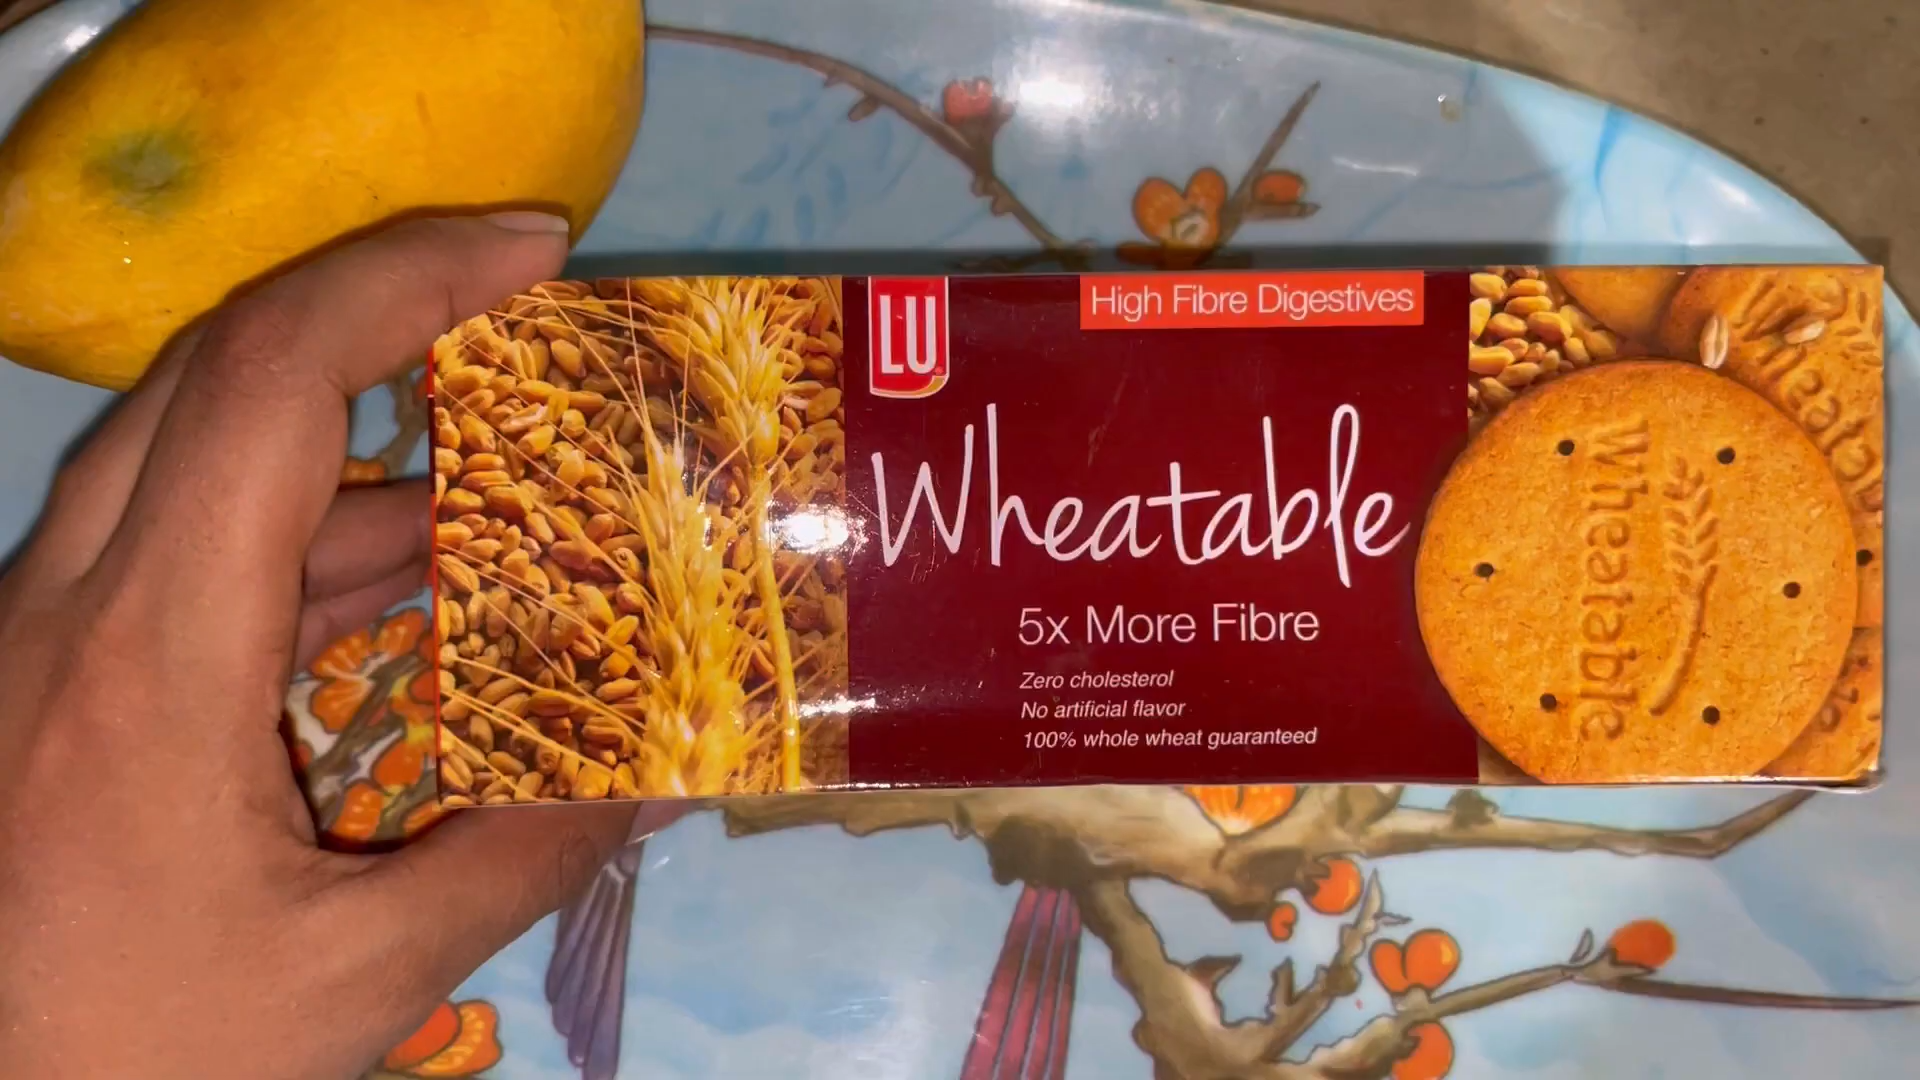 LU
High Fibre Digestives
Wheatable
5x More Fibre
Zero cholesterol
No artificial flavor
100% whole wheat guaranteed
Wheatable